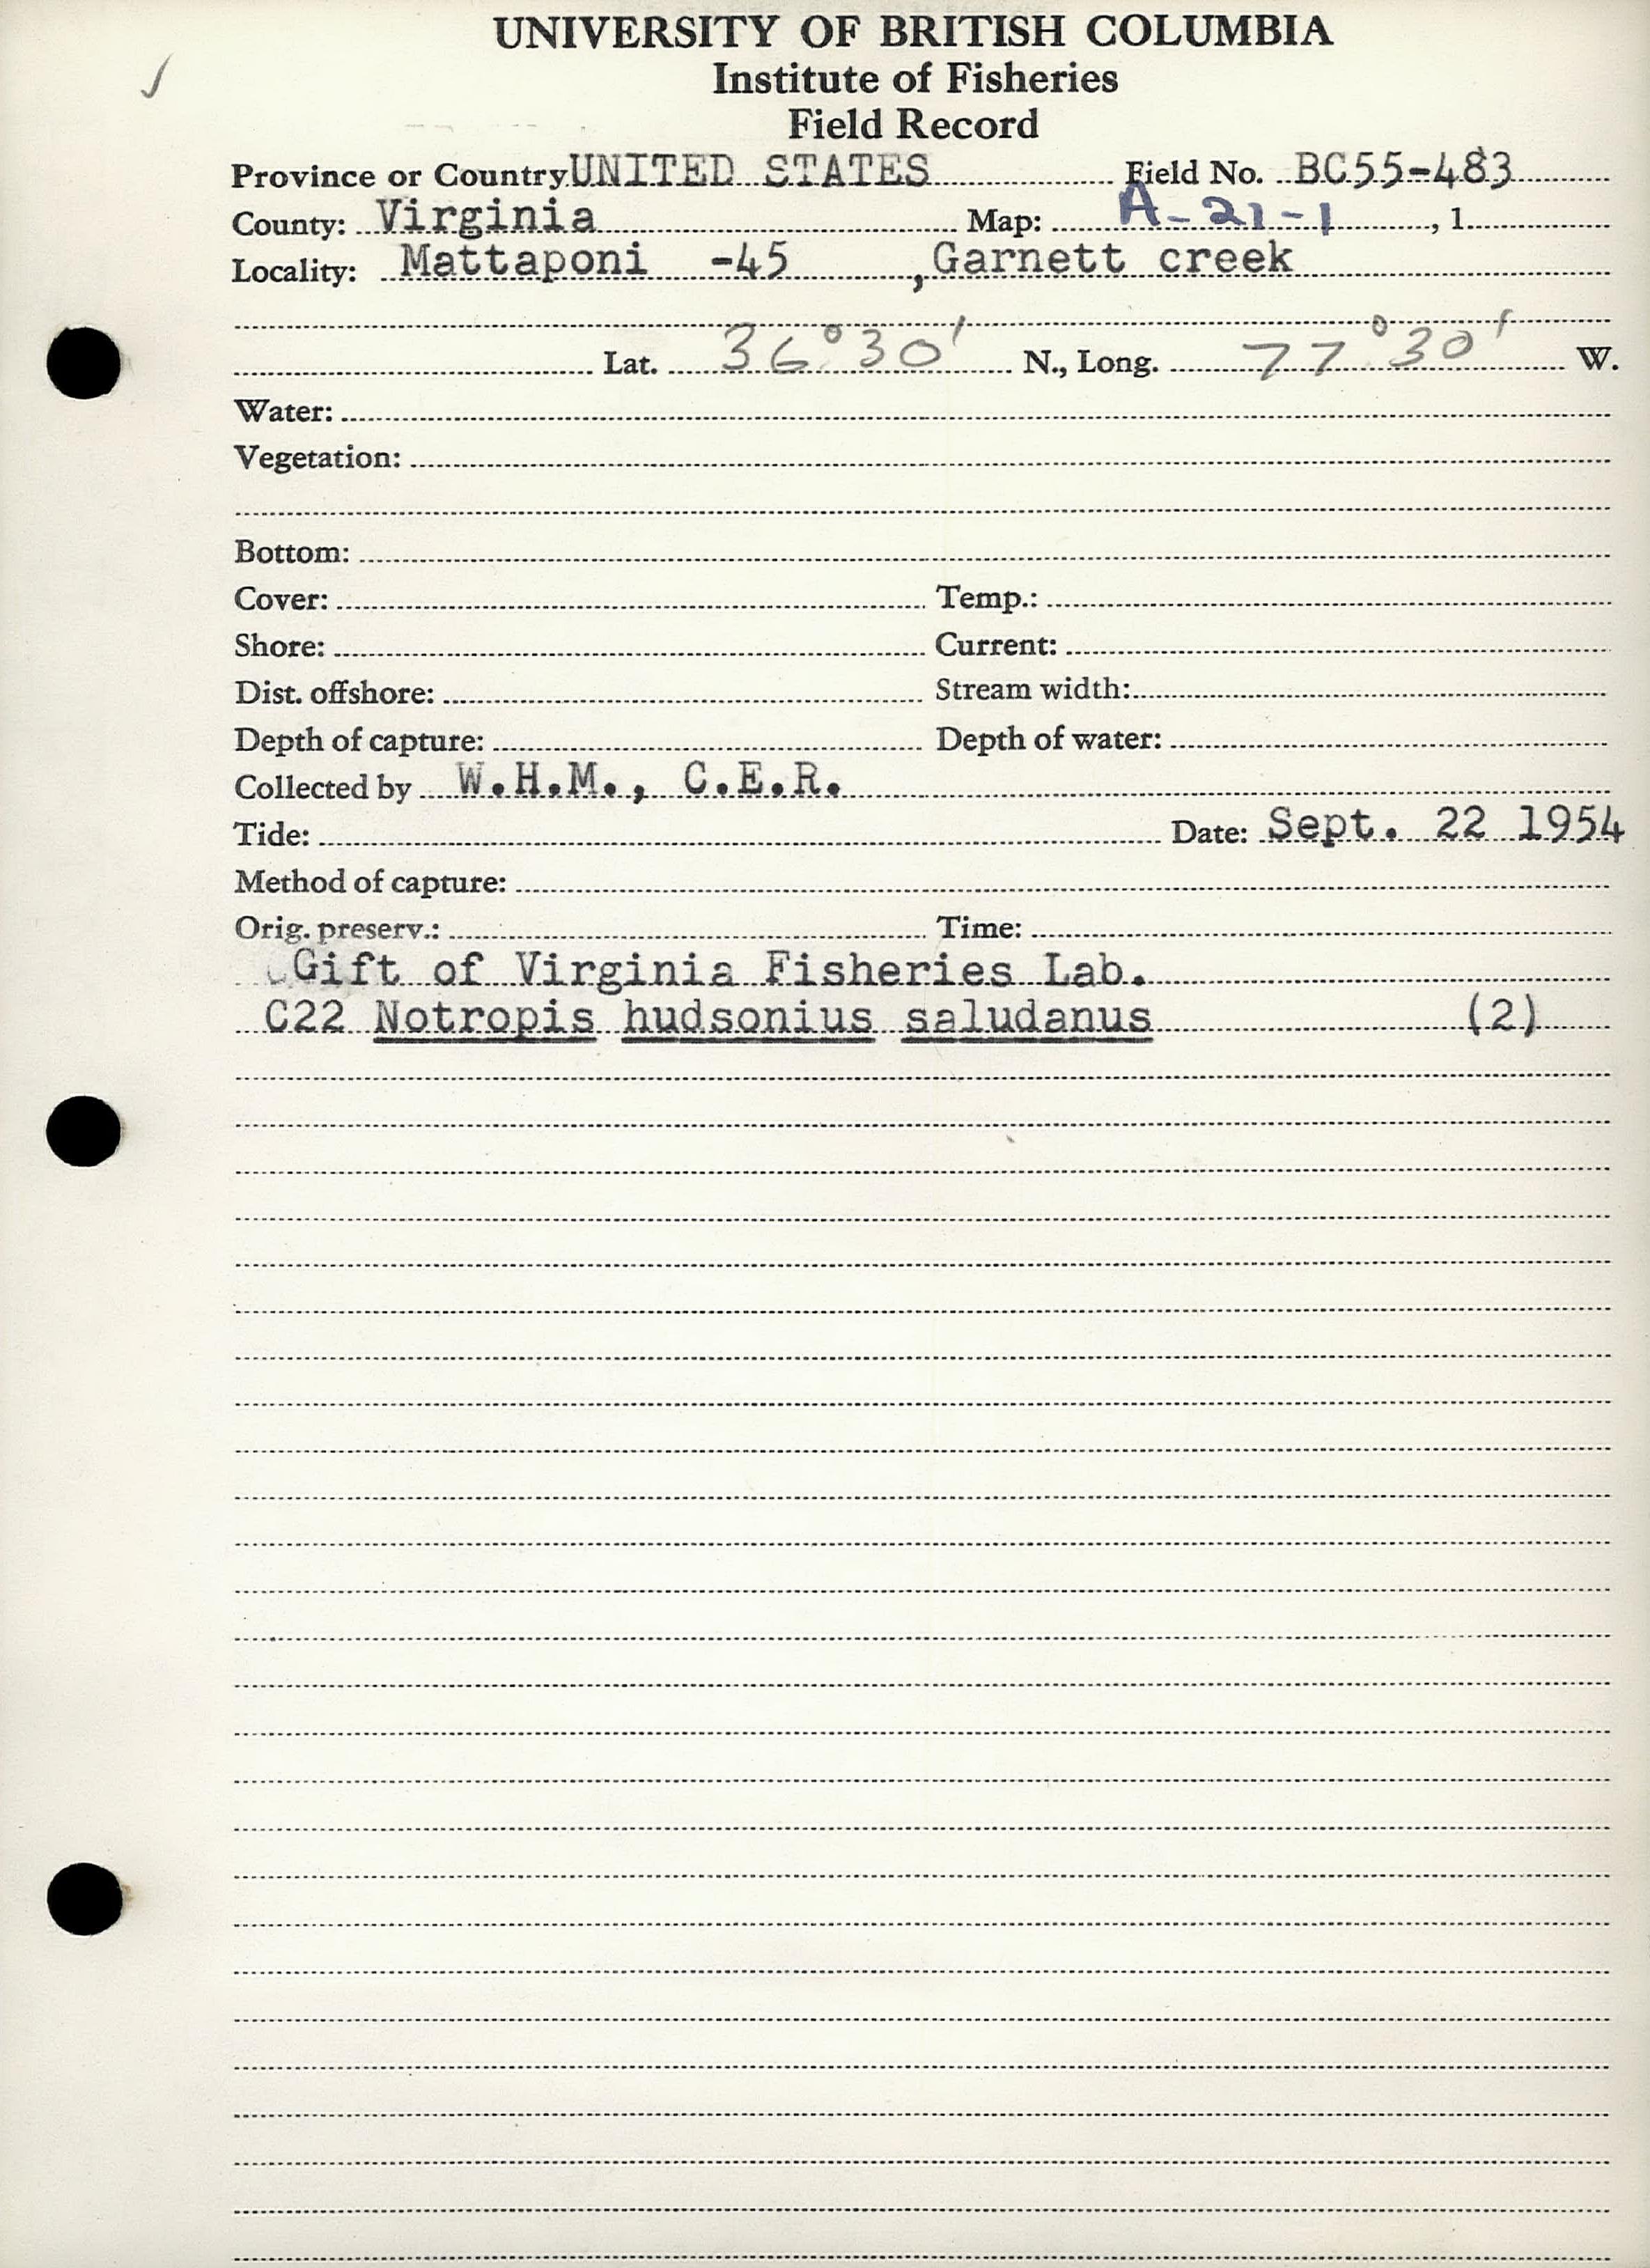 UNIVERSITY OF BRITISH COLUMBIA
Institute of Fisheries
Field Record
Province or Country UNITED STATES Field No. BC55-483
County: Virginia Map: A-21-1, 1
Locality: Mattaponi -45 , Garnett creek
Lat. 36°30' N., Long. 77°30' W.
Water:
Vegetation:
Bottom:
Cover: Temp.:
Shore: Current:
Dist. offshore: Stream width:
Depth of capture: Depth of water:
Collected by W.H.M., C.E.R.
Tide: Date: Sept. 22 1954
Method of capture:
Orig. preserv.: Time:
Gift of Virginia Fisheries Lab.
C22 Notropis hudsonius saludanus (2)